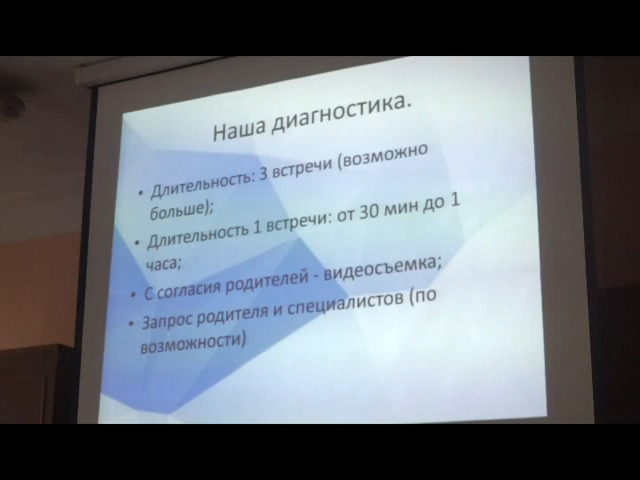 Наша диагностика.
• Длительность: 3 встречи (возможно
больше);
• Длительность 1 встречи: от 30 мин до 1
часа;
• С согласия родителей - видеосъемка;
• Запрос родителя и специалистов (по
возможности)